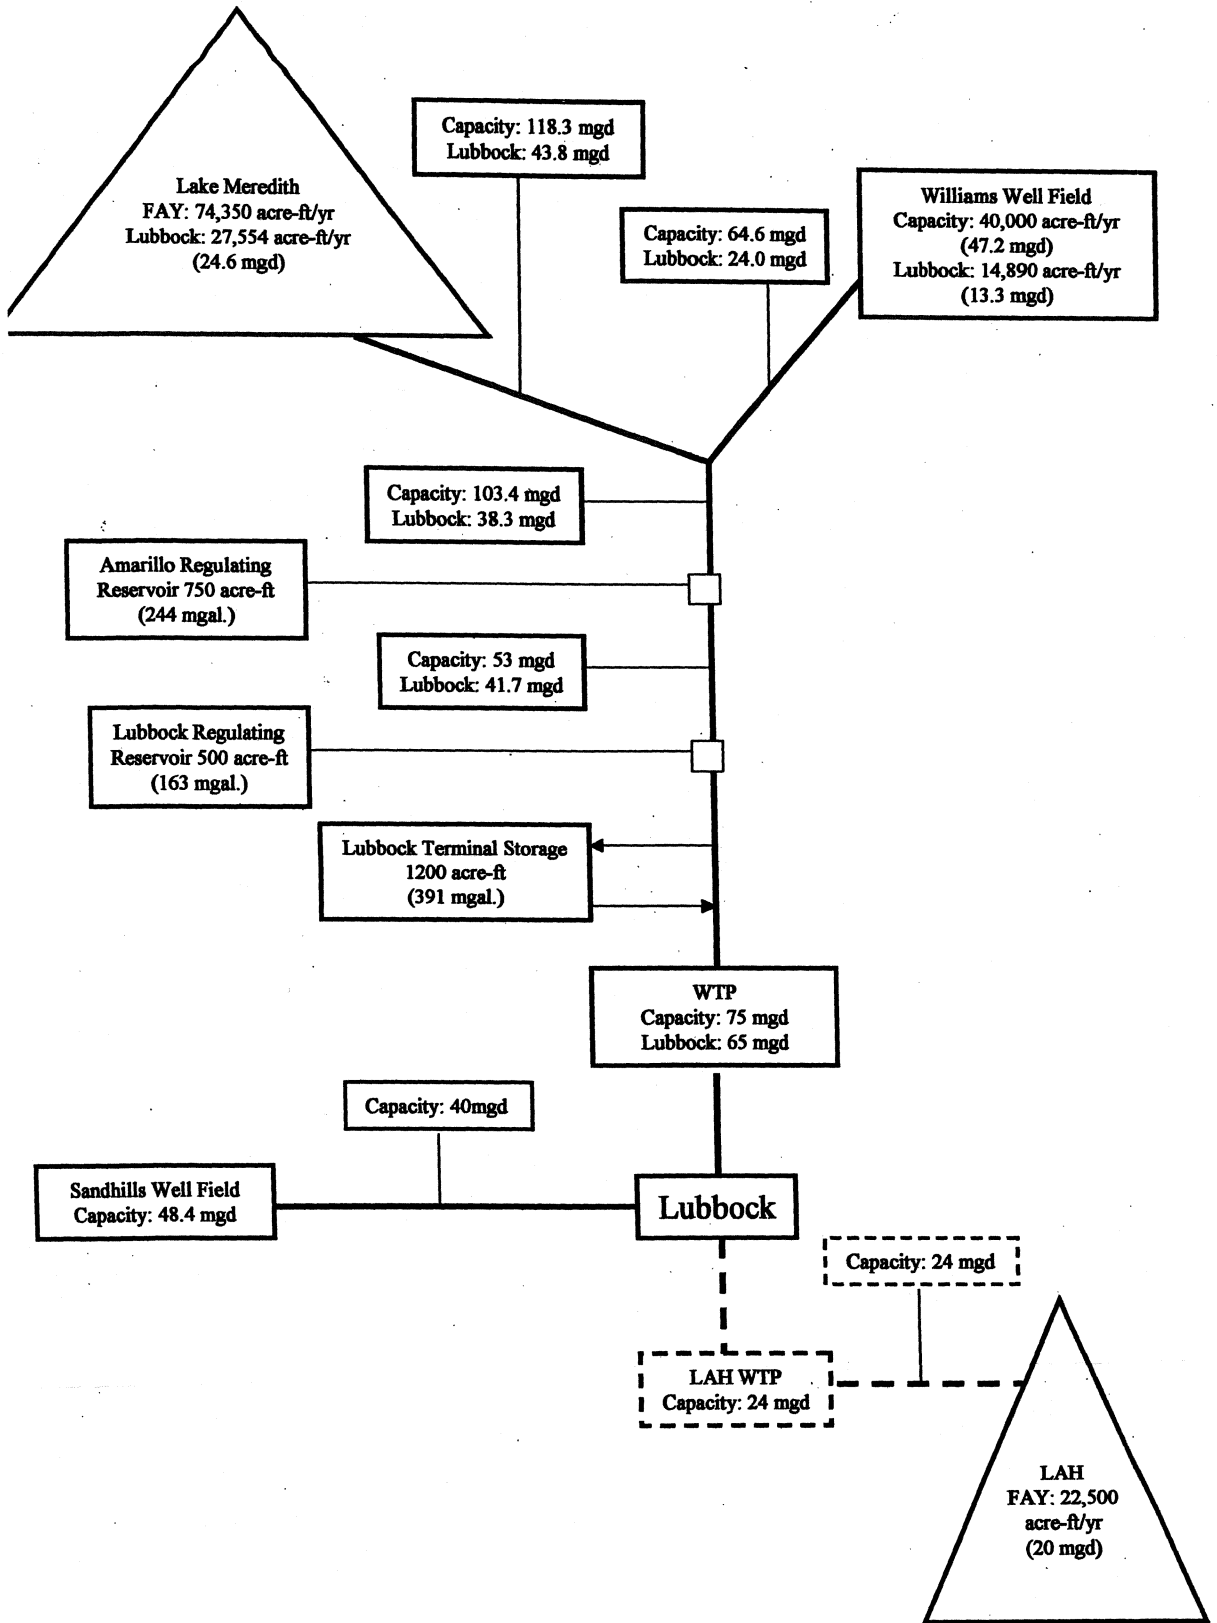 Capacity: 118.3 mgd
Lubbock: 43.8 mgd
Lake Meredith
FAY: 74,350 acre-ft/yr
Lubbock: 27,554 acre-ft/yr
(24.6 mgd)
Williams Well Field
Capacity: 40,000 acre-ft/yr
(47.2 mgd)
Lubbock: 14,890 acre-ft/yr
(13.3 mgd)
Capacity: 64.6 mgd
Lubbock: 24.0 mgd
Capacity: 103.4 mgd
Lubbock: 38.3 mgd
Amarillo Regulating
Reservoir 750 acre-ft
(244 mgal.)
Capacity: 53 mgd
Lubbock: 41.7 mgd
Lubbock Regulating
Reservoir 500 acre-ft
(163 mgal.)
Lubbock Terminal Storage
1200 acre-ft
(391 mgal.)
WTP
Capacity: 75 mgd
Lubbock: 65 mgd
Capacity: 40mgd
Sandhills Well Field
Capacity: 48.4 mgd
Lubbock
Capacity: 24 mgd
LAH WTP
Capacity: 24 mgd
LAH
FAY: 22,500
acre-ft/yr
(20 mgd)